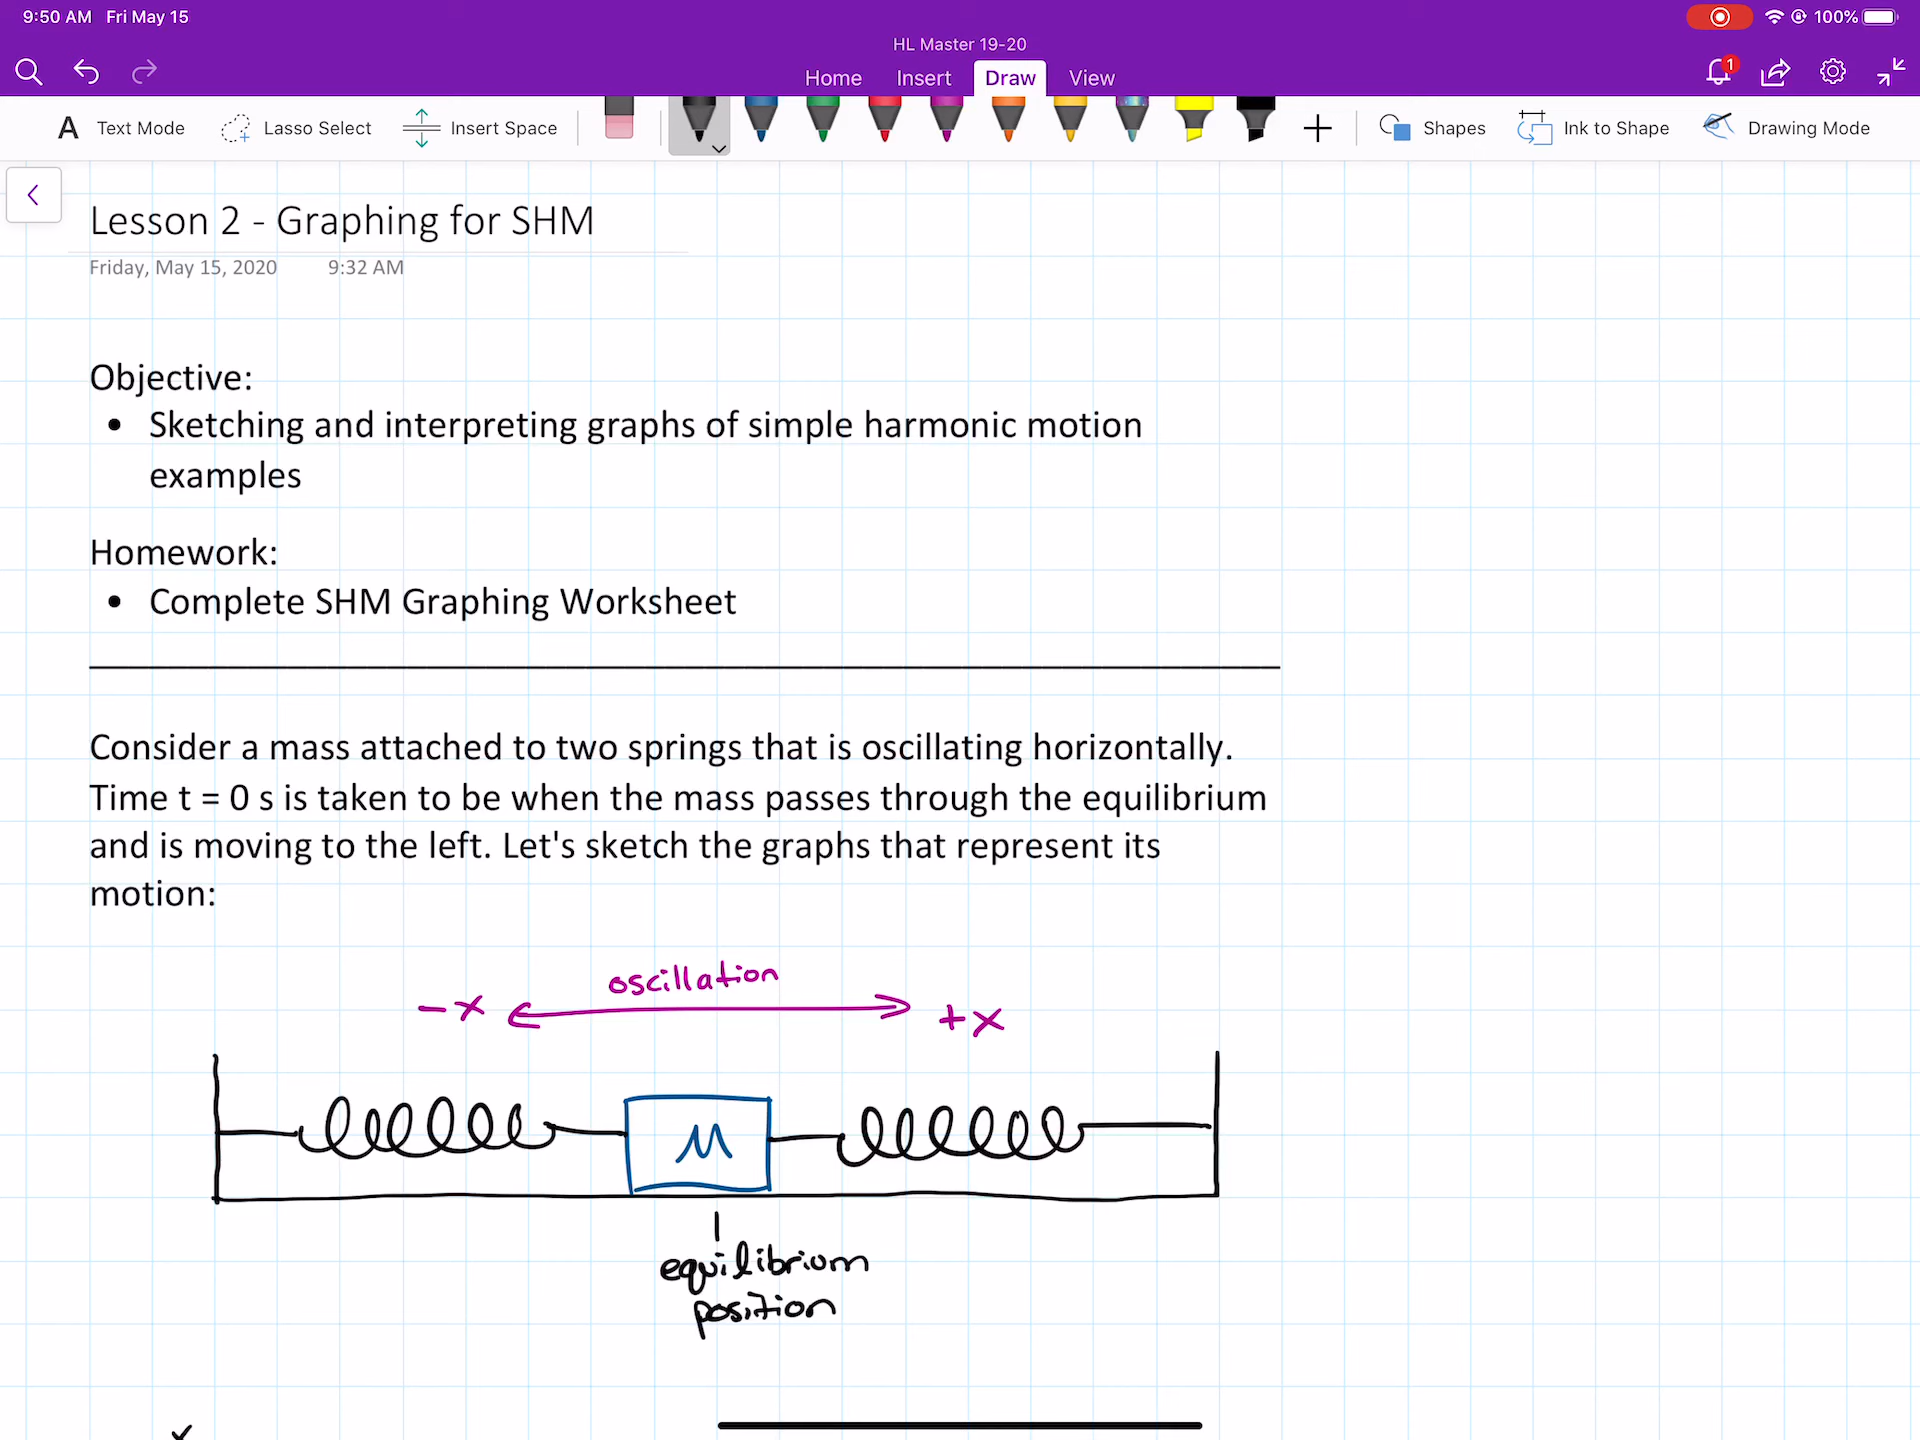 9:50 AM Fri May 15
100%
HL Master 19-20
Home Insert Draw View
1
A Text Mode Lasso Select Insert Space Shapes Ink to Shape Drawing Mode
Lesson 2 - Graphing for SHM
Friday, May 15, 2020 9:32 AM
Objective:
• Sketching and interpreting graphs of simple harmonic motion
examples
Homework:
• Complete SHM Graphing Worksheet
Consider a mass attached to two springs that is oscillating horizontally.
Time t = 0 s is taken to be when the mass passes through the equilibrium
and is moving to the left. Let's sketch the graphs that represent its
motion:
oscillation
-x +x
M
equilibrium
position